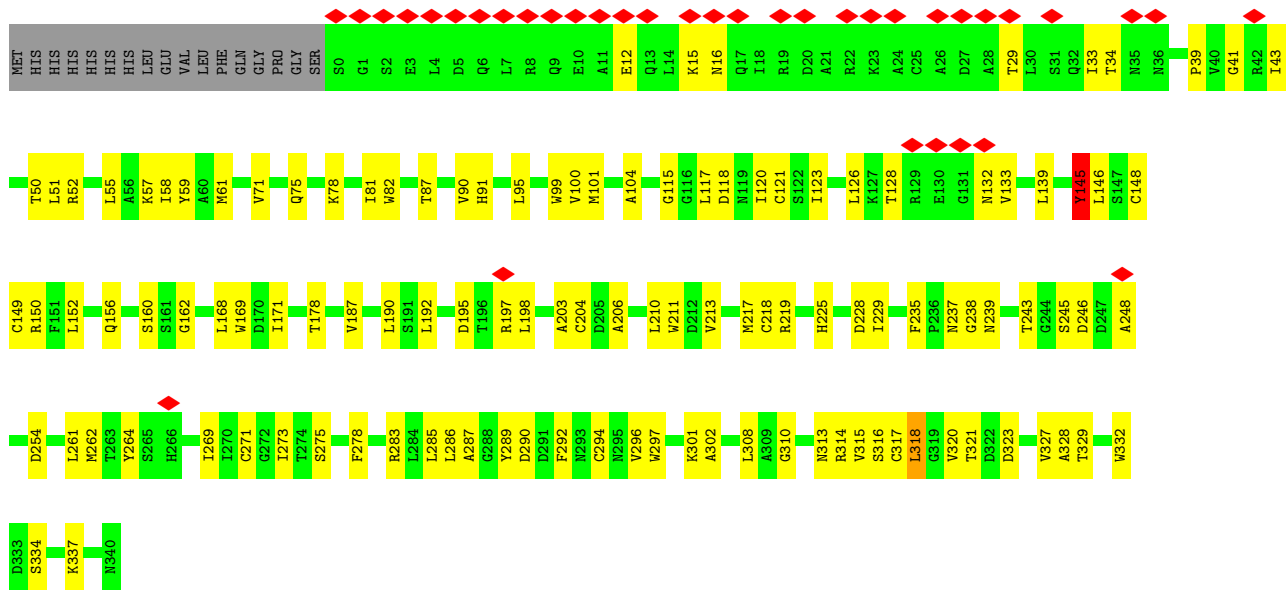 MET HIS HIS HIS HIS HIS HIS LEU GLU VAL LEU PHE GLN GLY PRO GLY SER S0 G1 S2 E3 L4 D5 Q6 L7 R8 Q9 E10 A11 E12 Q13 L14 K15 N16 Q17 I18 R19 D20 A21 R22 K23 A24 C25 A26 D27 A28 T29 L30 S31 Q32 I33 T34 N35 N36 P39 V40 G41 R42 I43
T50 L51 R52 L55 A56 K57 I58 Y59 A60 M61 V71 Q75 K78 I81 W82 T87 V90 H91 L95 W99 V100 M101 A104 G115 G116 L117 D118 N119 I120 C121 S122 I123 L126 K127 T128 R129 E130 G131 N132 V133 L139 Y145 L146 S147 C148
C149 R150 F151 L152 Q156 S160 S161 G162 L168 W169 D170 I171 T178 V187 L190 S191 L192 D195 T196 R197 L198 A203 C204 D205 A206 L210 W211 D212 V213 M217 C218 R219 H225 D228 I229 F235 P236 N237 G238 N239 T243 G244 S245 D246 D247 A248
D254 L261 M262 T263 Y264 S265 H266 I269 I270 C271 G272 I273 T274 S275 F278 R283 L284 L285 L286 A287 G288 Y289 D290 D291 F292 N293 C294 N295 V296 W297 K301 A302 L308 A309 G310 N313 R314 V315 S316 C317 L318 G319 V320 T321 D322 D323 V327 A328 T329 W332
D333 S334 K337 N340